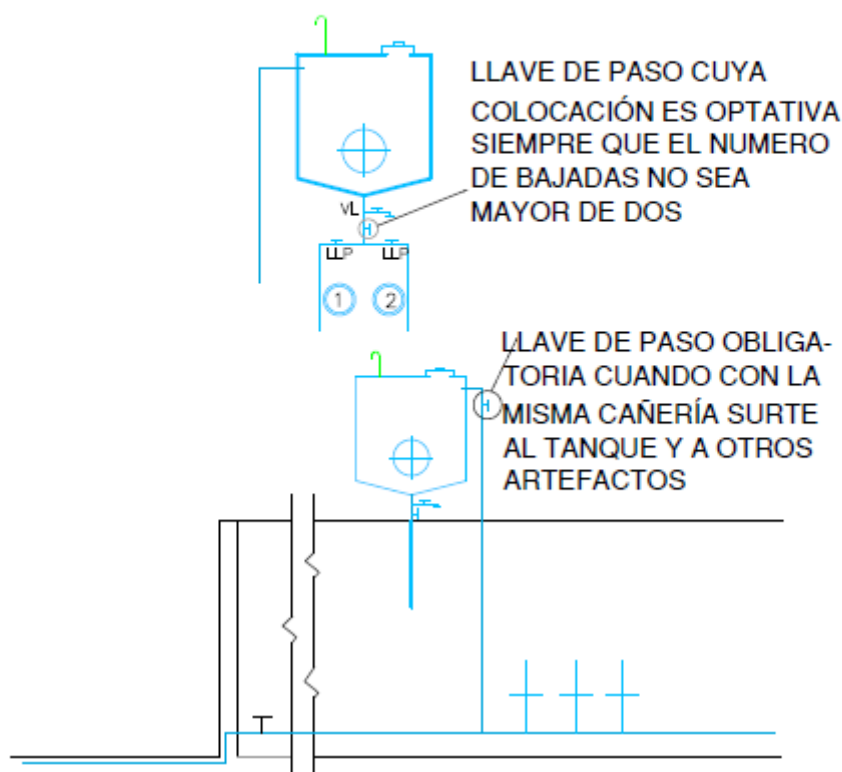 LLAVE DE PASO CUYA
COLOCACIÓN ES OPTATIVA
SIEMPRE QUE EL NUMERO
DE BAJADAS NO SEA
MAYOR DE DOS
VL
LLP LLP
1 2
LLAVE DE PASO OBLIGA-
TORIA CUANDO CON LA
MISMA CAÑERÍA SURTE
AL TANQUE Y A OTROS
ARTEFACTOS